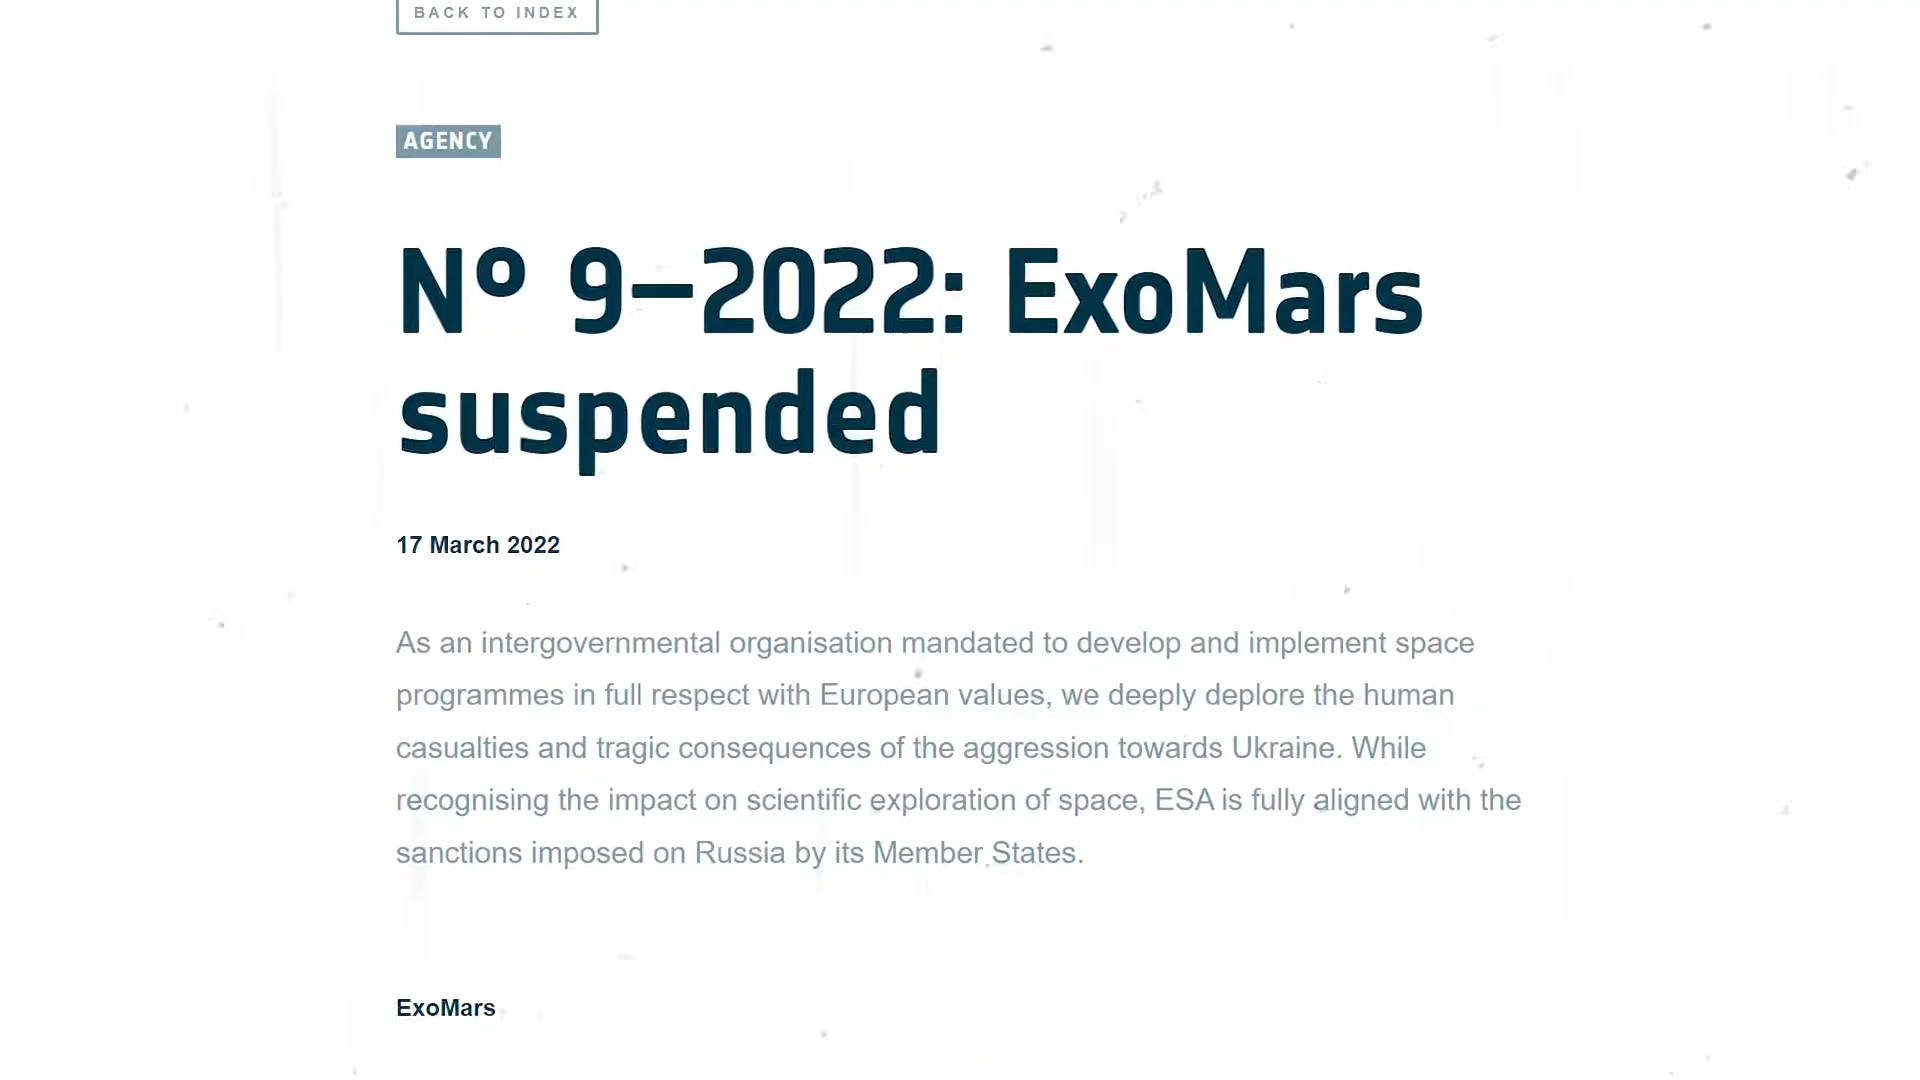 BACK TO INDEX
AGENCY
N° 9–2022: ExoMars
suspended
17 March 2022
As an intergovernmental organisation mandated to develop and implement space
programmes in full respect with European values, we deeply deplore the human
casualties and tragic consequences of the aggression towards Ukraine. While
recognising the impact on scientific exploration of space, ESA is fully aligned with the
sanctions imposed on Russia by its Member States.
ExoMars